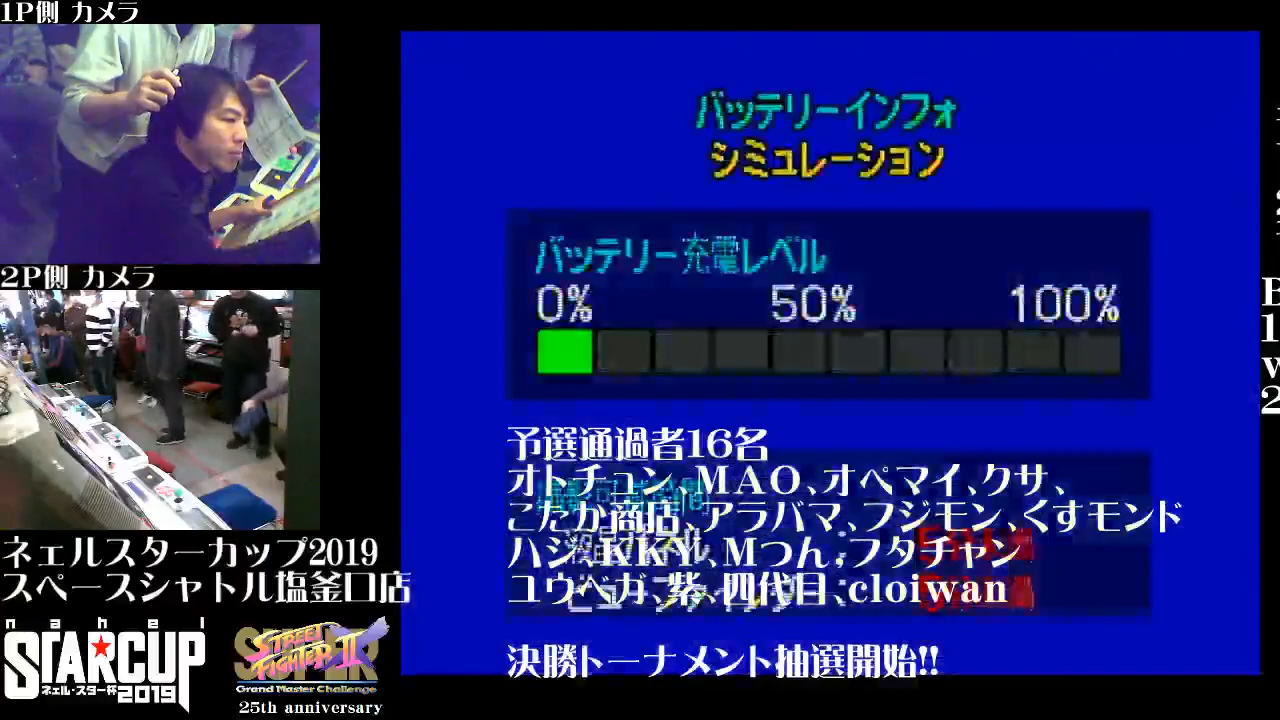 1P側 カメラ
2P側 カメラ
ネェルスターカップ2019
スペースシャトル塩釜口店
nahel
STARCUP
ネェル・スター杯2019
SUPER
STREET FIGHTER II X
Grand Master Challenge
25th anniversary
バッテリーインフォ
シミュレーション
バッテリー充電レベル
0% 50% 100%
予選通過者16名
オトチュン、MAO、オペマイ、クサ、
こたか商店、アラバマ、フジモン、くすモンド
ハシ、KKY、Mつん、フタチャン
ユウベガ、紫、四代目、cloiwan
決勝トーナメント抽選開始!!